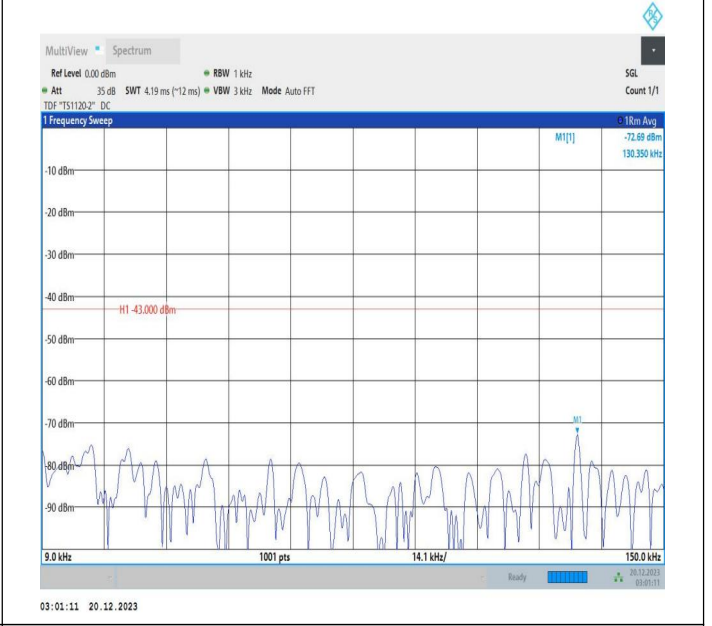 MultiView Spectrum
Ref Level 0.00 dBm RBW 1 kHz SGL
Att 35 dB SWT 4.19 ms (~12 ms) VBW 3 kHz Mode Auto FFT Count 1/1
TDF "TS1120-2" DC
1 Frequency Sweep 1Rm Avg
M1[1] -72.69 dBm
130.350 kHz
-10 dBm
-20 dBm
-30 dBm
-40 dBm
H1 -43.000 dBm
-50 dBm
-60 dBm
-70 dBm
M1
-80 dBm
-90 dBm
9.0 kHz 1001 pts 14.1 kHz/ 150.0 kHz
Ready 20.12.2023
03:01:11
03:01:11 20.12.2023